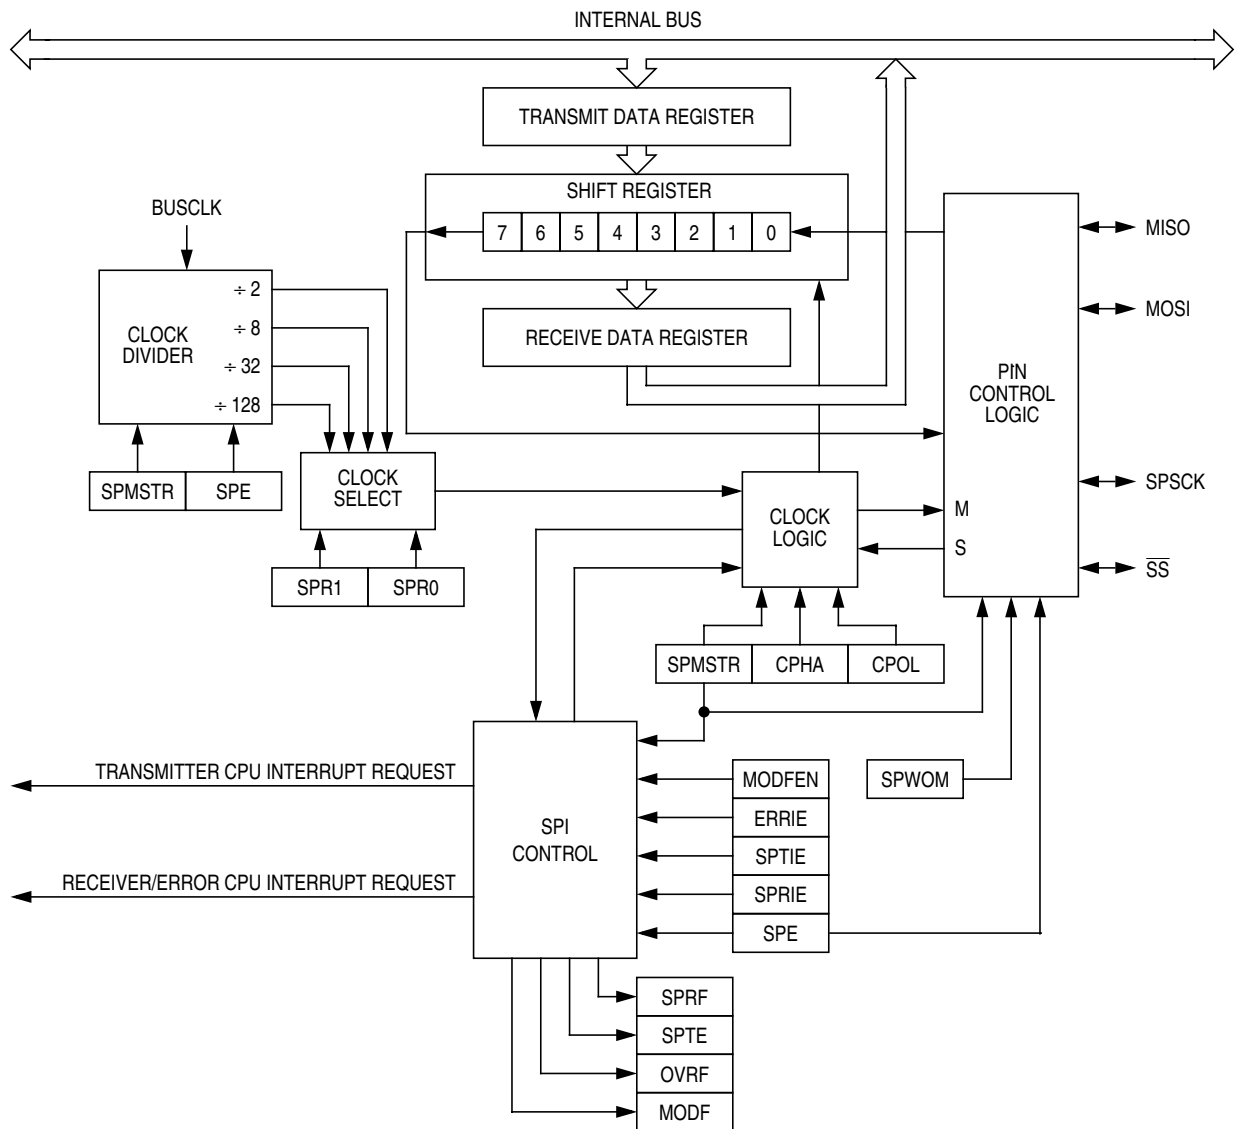 INTERNAL BUS
TRANSMIT DATA REGISTER
SHIFT REGISTER
7 6 5 4 3 2 1 0
RECEIVE DATA REGISTER
BUSCLK
CLOCK
DIVIDER
÷ 2
÷ 8
÷ 32
÷ 128
SPMSTR SPE
CLOCK
SELECT
SPR1 SPR0
CLOCK
LOGIC
M
S
PIN
CONTROL
LOGIC
MISO
MOSI
SPSCK
S̅S̅
SPMSTR CPHA CPOL
TRANSMITTER CPU INTERRUPT REQUEST
RECEIVER/ERROR CPU INTERRUPT REQUEST
SPI
CONTROL
MODFEN
ERRIE
SPTIE
SPRIE
SPE
SPWOM
SPRF
SPTE
OVRF
MODF